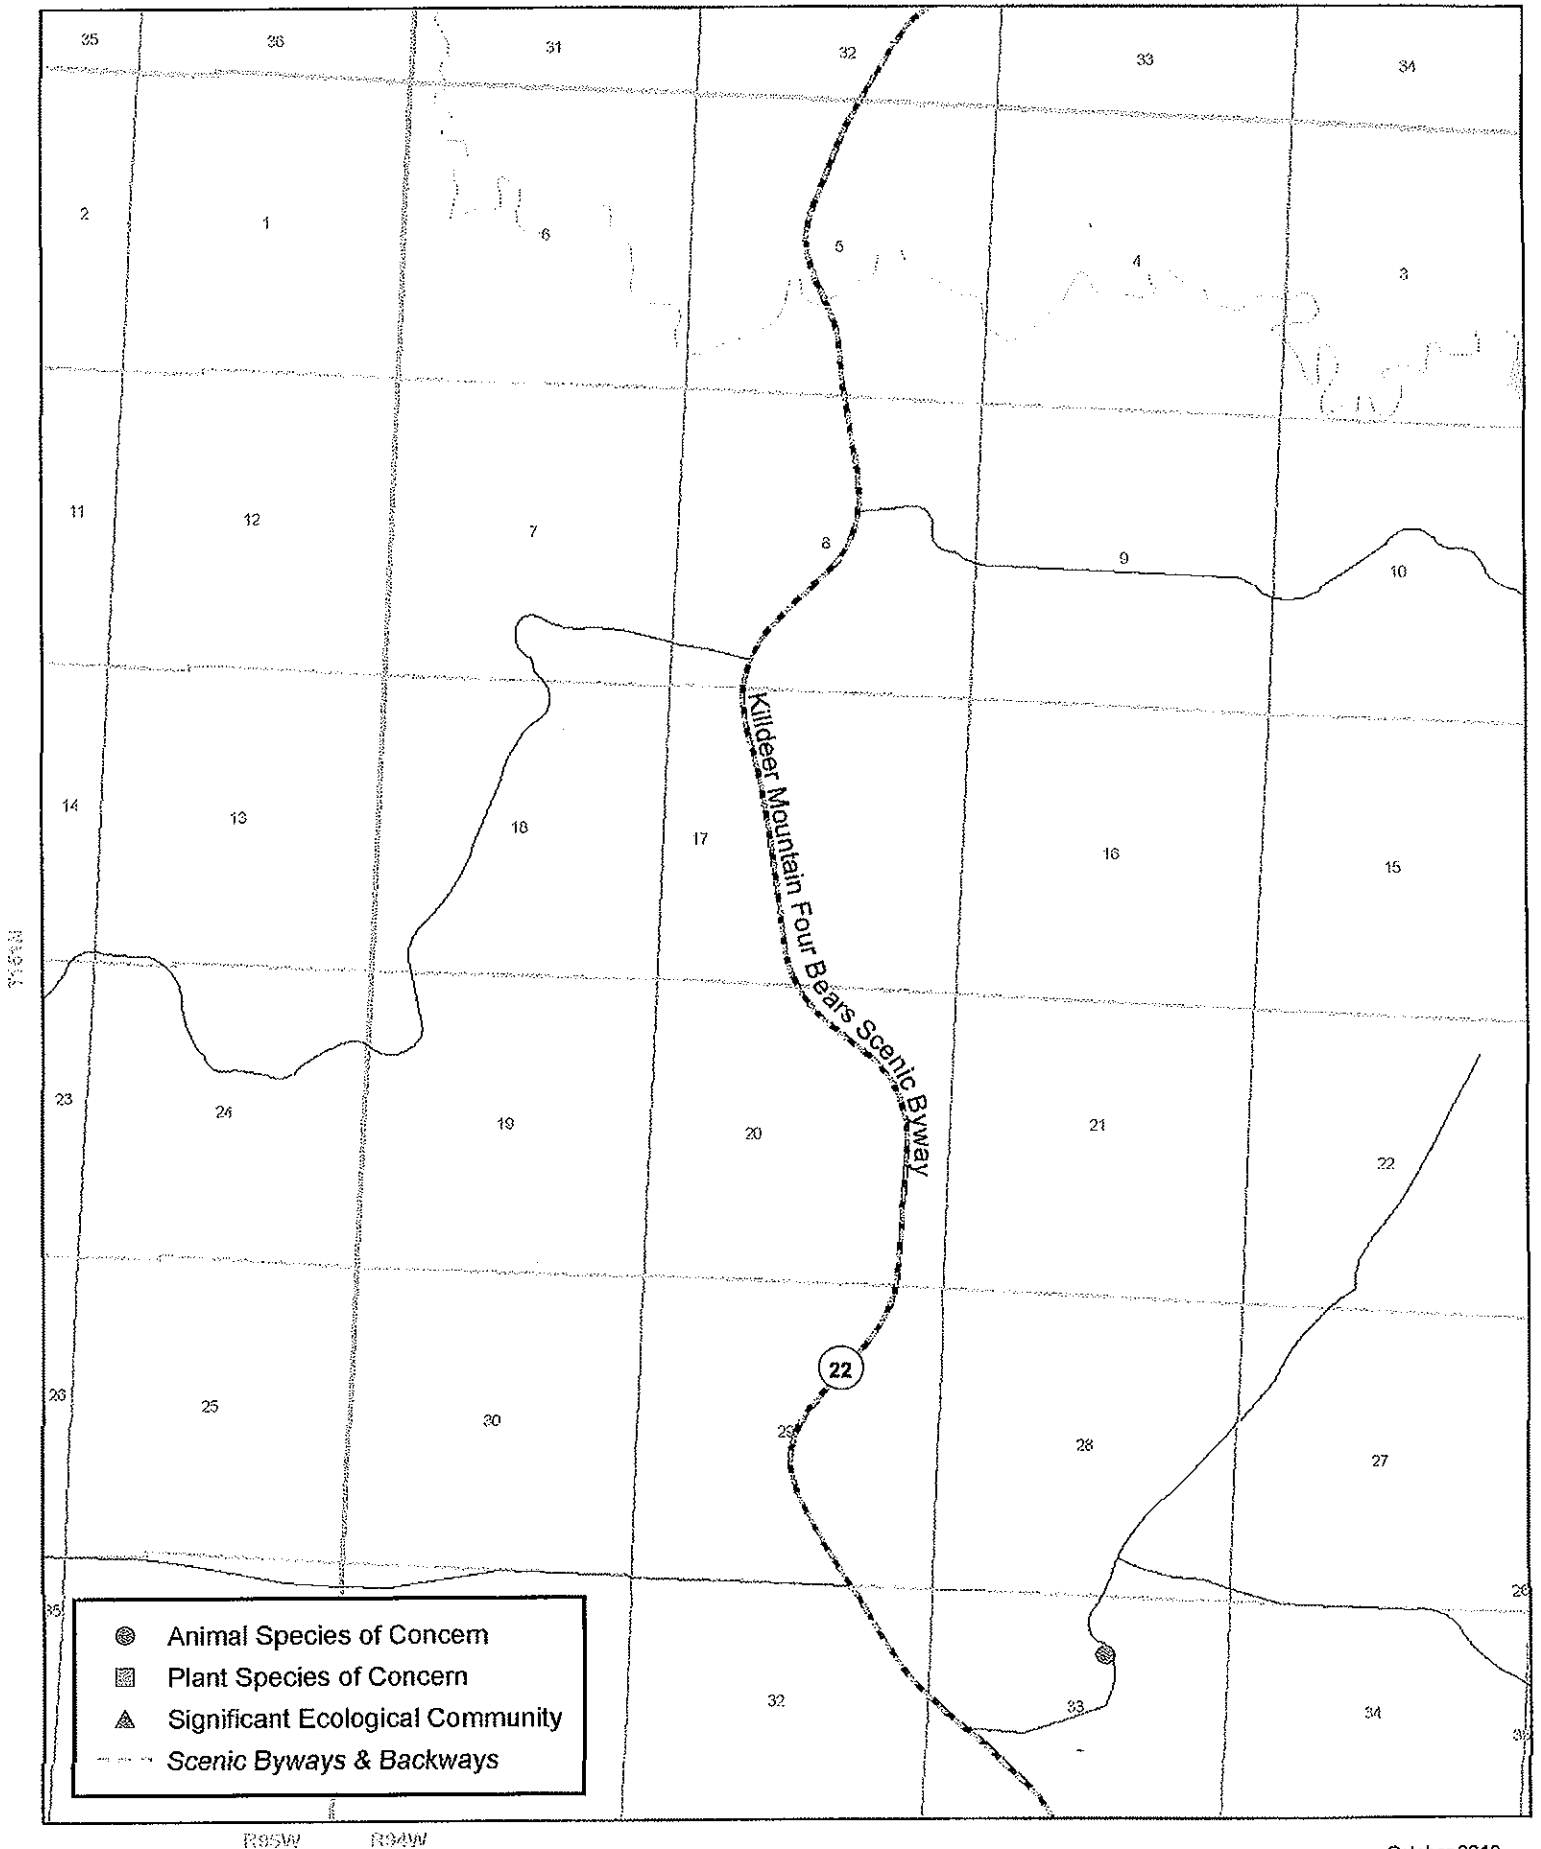 35 36 31 32 33 34
2 1 6 5 4 3
11 12 7 8 9 10
14 13 18 17 16 15
Killdeer Mountain Four Bears Scenic Byway
23 24 19 20 21 22
22
26 25 30 29 28 27
26
35 32 33 34 35
Animal Species of Concern
Plant Species of Concern
Significant Ecological Community
Scenic Byways & Backways
R95W R94W